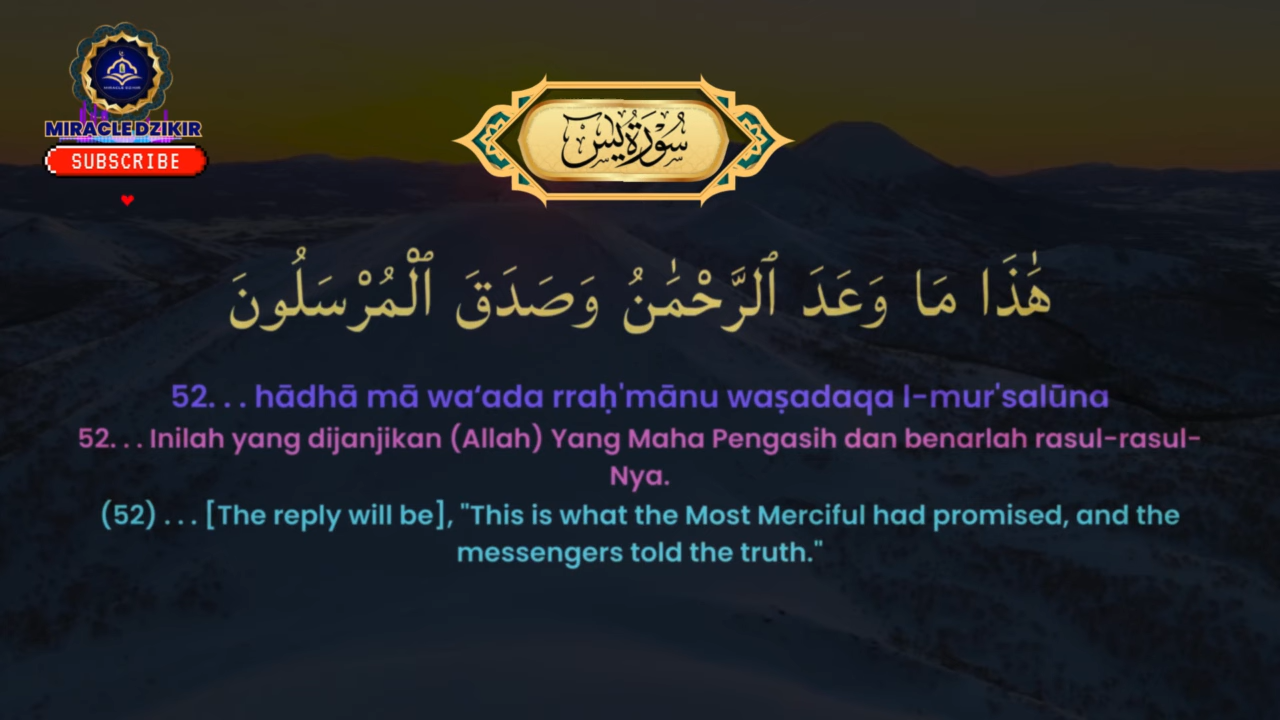 MIRACLE DZIKIR
MIRACLE DZIKIR
SUBSCRIBE
سُوْرَةُ يٰسٓ
هَٰذَا مَا وَعَدَ ٱلرَّحْمَٰنُ وَصَدَقَ ٱلْمُرْسَلُونَ
52. . . hādhā mā wa‘ada rraḥ'mānu waṣadaqa l-mur'salūna
52. . . Inilah yang dijanjikan (Allah) Yang Maha Pengasih dan benarlah rasul-rasul-
Nya.
(52) . . . [The reply will be], "This is what the Most Merciful had promised, and the
messengers told the truth."